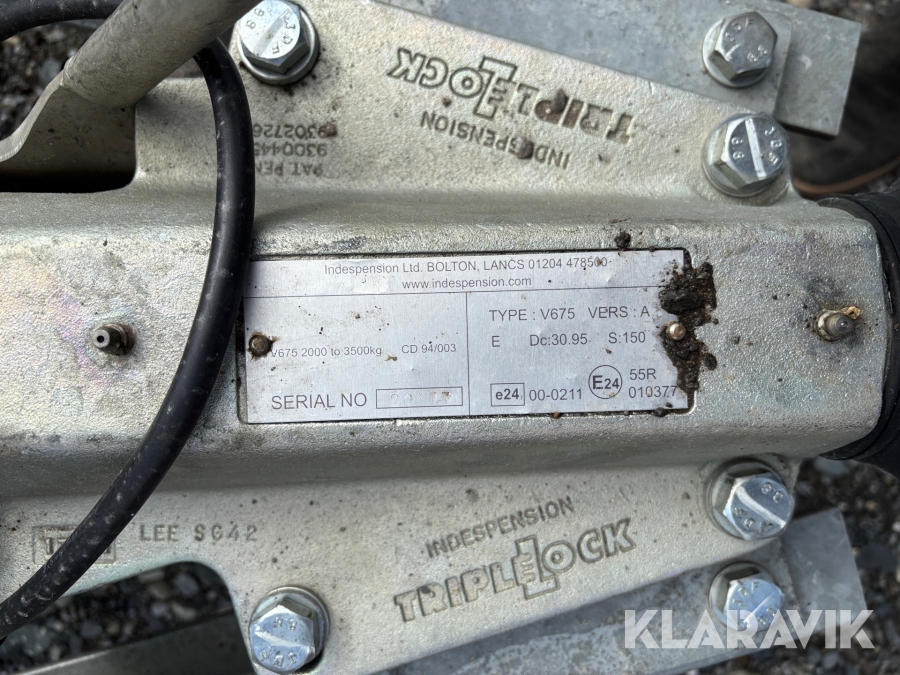 TRIPLELOCK
INDESPENSION
PAT. PEN
Indespension Ltd. BOLTON, LANCS 01204 478500
www.indespension.com
V675 2000 to 3500kg CD 94/003
SERIAL NO
TYPE : V675 VERS : A
E Dc:30.95 S:150
e24 00-0211 E24 55R
010377
LEE SG42
INDESPENSION
TRIPLELOCK
KLARAVIK